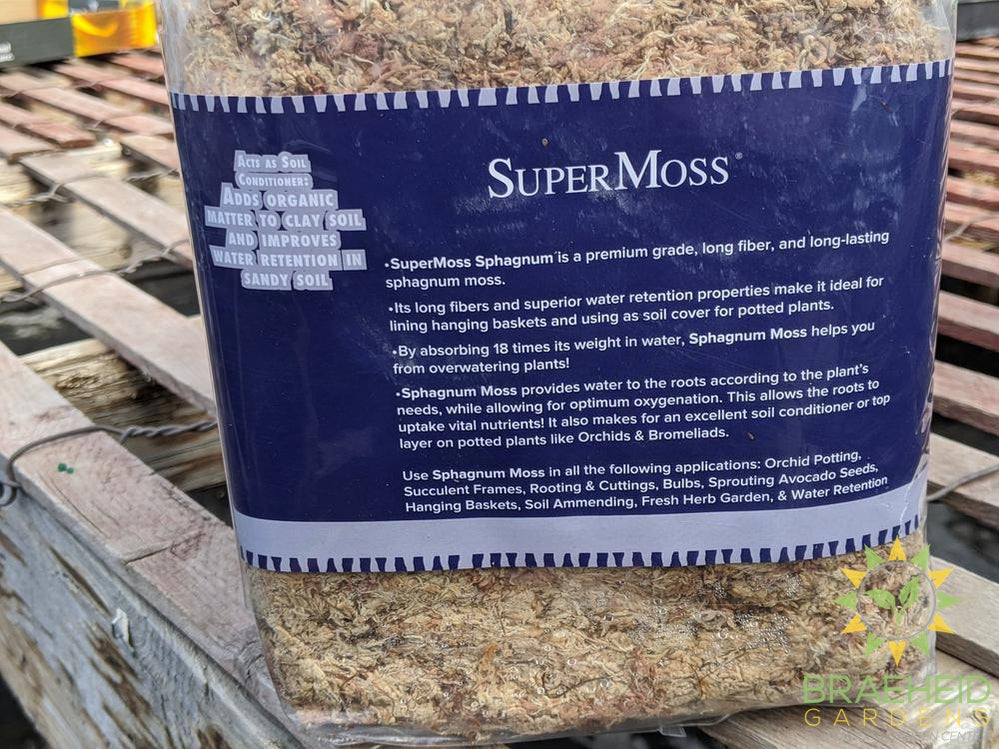 ACTS AS SOIL
CONDITIONER:
ADDS ORGANIC
MATTER TO CLAY SOIL
AND IMPROVES
WATER RETENTION IN
SANDY SOIL
SUPERMOSS®
•SuperMoss Sphagnum is a premium grade, long fiber, and long-lasting
sphagnum moss.
•Its long fibers and superior water retention properties make it ideal for
lining hanging baskets and using as soil cover for potted plants.
•By absorbing 18 times its weight in water, Sphagnum Moss helps you
from overwatering plants!
•Sphagnum Moss provides water to the roots according to the plant's
needs, while allowing for optimum oxygenation. This allows the roots to
uptake vital nutrients! It also makes for an excellent soil conditioner or top
layer on potted plants like Orchids & Bromeliads.
Use Sphagnum Moss in all the following applications: Orchid Potting,
Succulent Frames, Rooting & Cuttings, Bulbs, Sprouting Avocado Seeds,
Hanging Baskets, Soil Ammending, Fresh Herb Garden, & Water Retention
BRAEHEID
GARDENS